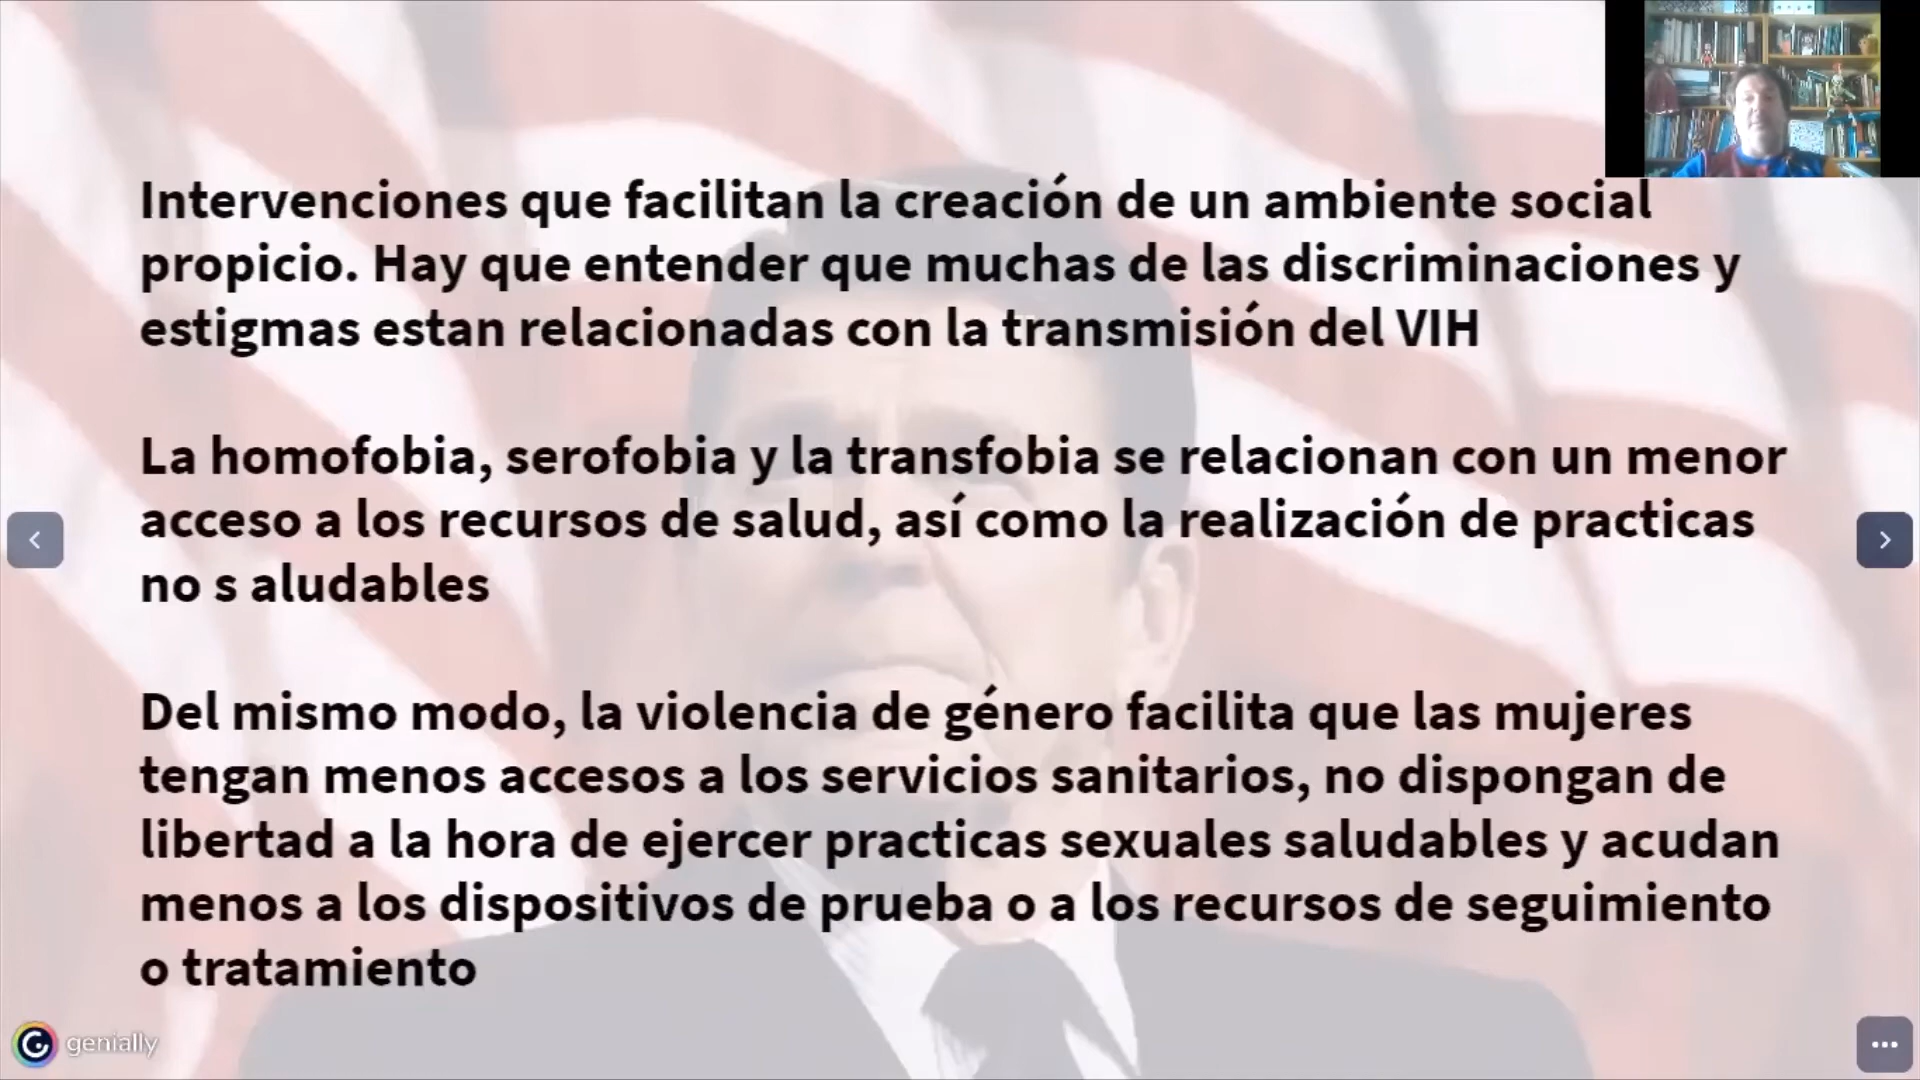 Intervenciones que facilitan la creación de un ambiente social
propicio. Hay que entender que muchas de las discriminaciones y
estigmas estan relacionadas con la transmisión del VIH
La homofobia, serofobia y la transfobia se relacionan con un menor
acceso a los recursos de salud, así como la realización de practicas
no s aludables
Del mismo modo, la violencia de género facilita que las mujeres
tengan menos accesos a los servicios sanitarios, no dispongan de
libertad a la hora de ejercer practicas sexuales saludables y acudan
menos a los dispositivos de prueba o a los recursos de seguimiento
o tratamiento
genially